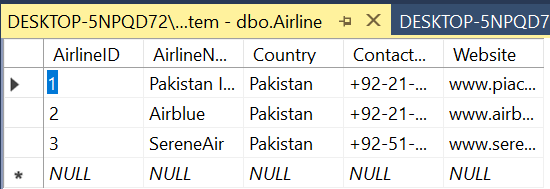 DESKTOP-5NPQD72\...tem - dbo.Airline DESKTOP-5NPQD7
AirlineID AirlineN... Country Contact... Website
1 Pakistan I... Pakistan +92-21-... www.piac...
2 Airblue Pakistan +92-21-... www.airb...
3 SereneAir Pakistan +92-51-... www.sere...
* NULL NULL NULL NULL NULL